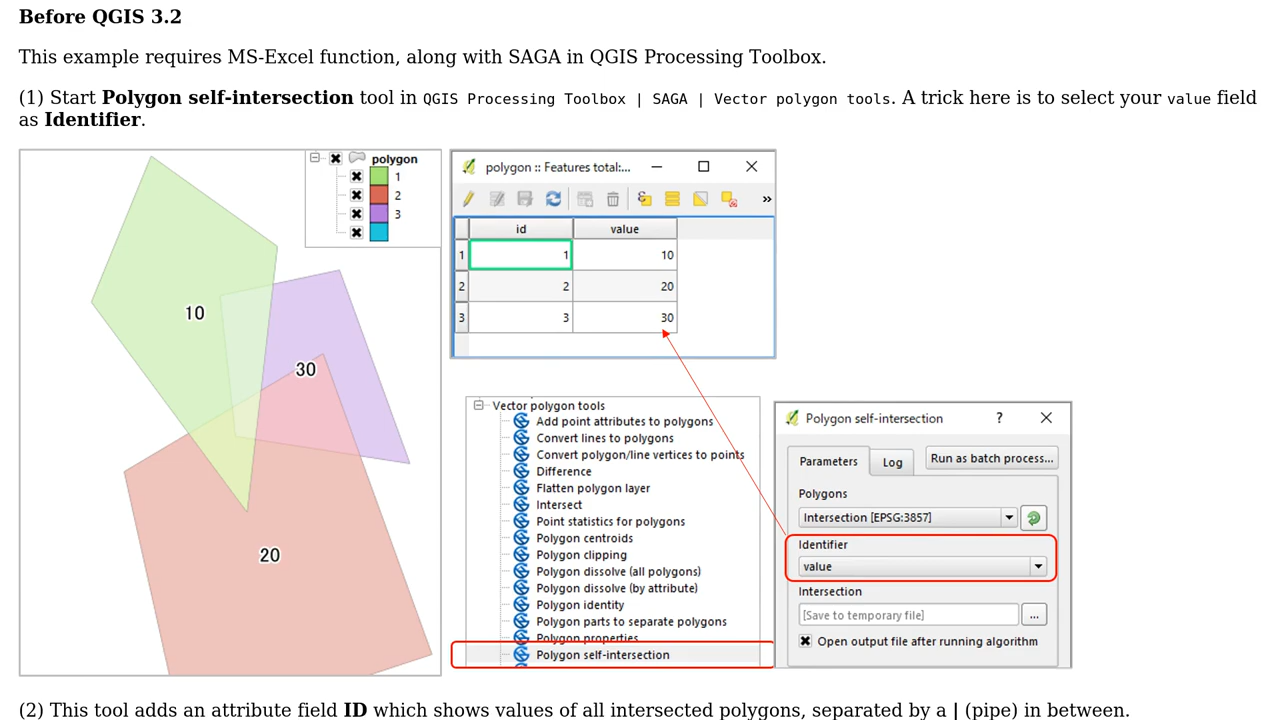 Before QGIS 3.2
This example requires MS-Excel function, along with SAGA in QGIS Processing Toolbox.
(1) Start Polygon self-intersection tool in QGIS Processing Toolbox | SAGA | Vector polygon tools. A trick here is to select your value field
as Identifier.
polygon
1
2
3
10
30
20
polygon :: Features total:...
id value
1 1 10
2 2 20
3 3 30
Vector polygon tools
Add point attributes to polygons
Convert lines to polygons
Convert polygon/line vertices to points
Difference
Flatten polygon layer
Intersect
Point statistics for polygons
Polygon centroids
Polygon clipping
Polygon dissolve (all polygons)
Polygon dissolve (by attribute)
Polygon identity
Polygon parts to separate polygons
Polygon properties
Polygon self-intersection
Polygon self-intersection
Parameters Log Run as batch process...
Polygons
Intersection [EPSG:3857]
Identifier
value
Intersection
[Save to temporary file] ...
Open output file after running algorithm
(2) This tool adds an attribute field ID which shows values of all intersected polygons, separated by a | (pipe) in between.